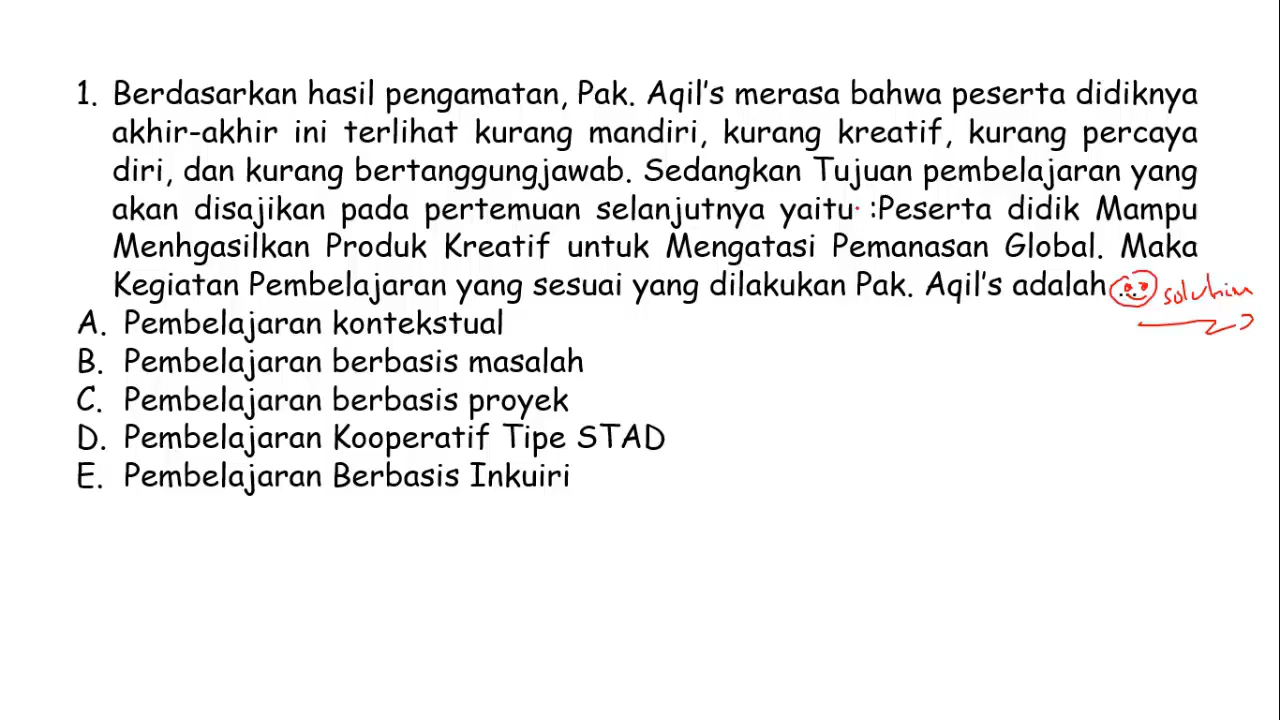 1. Berdasarkan hasil pengamatan, Pak. Aqil's merasa bahwa peserta didiknya
akhir-akhir ini terlihat kurang mandiri, kurang kreatif, kurang percaya
diri, dan kurang bertanggungjawab. Sedangkan Tujuan pembelajaran yang
akan disajikan pada pertemuan selanjutnya yaitu :Peserta didik Mampu
Menhgasilkan Produk Kreatif untuk Mengatasi Pemanasan Global. Maka
Kegiatan Pembelajaran yang sesuai yang dilakukan Pak. Aqil's adalah ...
A. Pembelajaran kontekstual
B. Pembelajaran berbasis masalah
C. Pembelajaran berbasis proyek
D. Pembelajaran Kooperatif Tipe STAD
E. Pembelajaran Berbasis Inkuiri